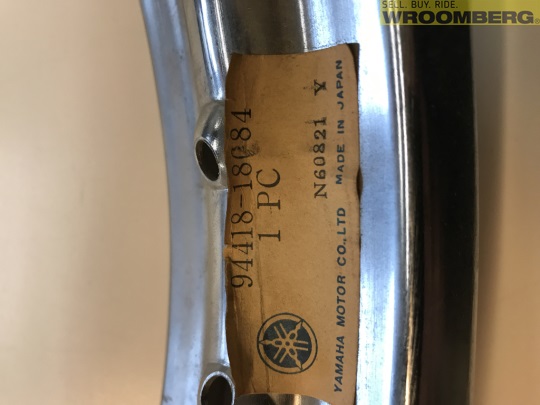 SELL. BUY. RIDE.
WROOMBERG
94418-18084
1 PC
N60821 Y
YAMAHA MOTOR CO.,LTD MADE IN JAPAN